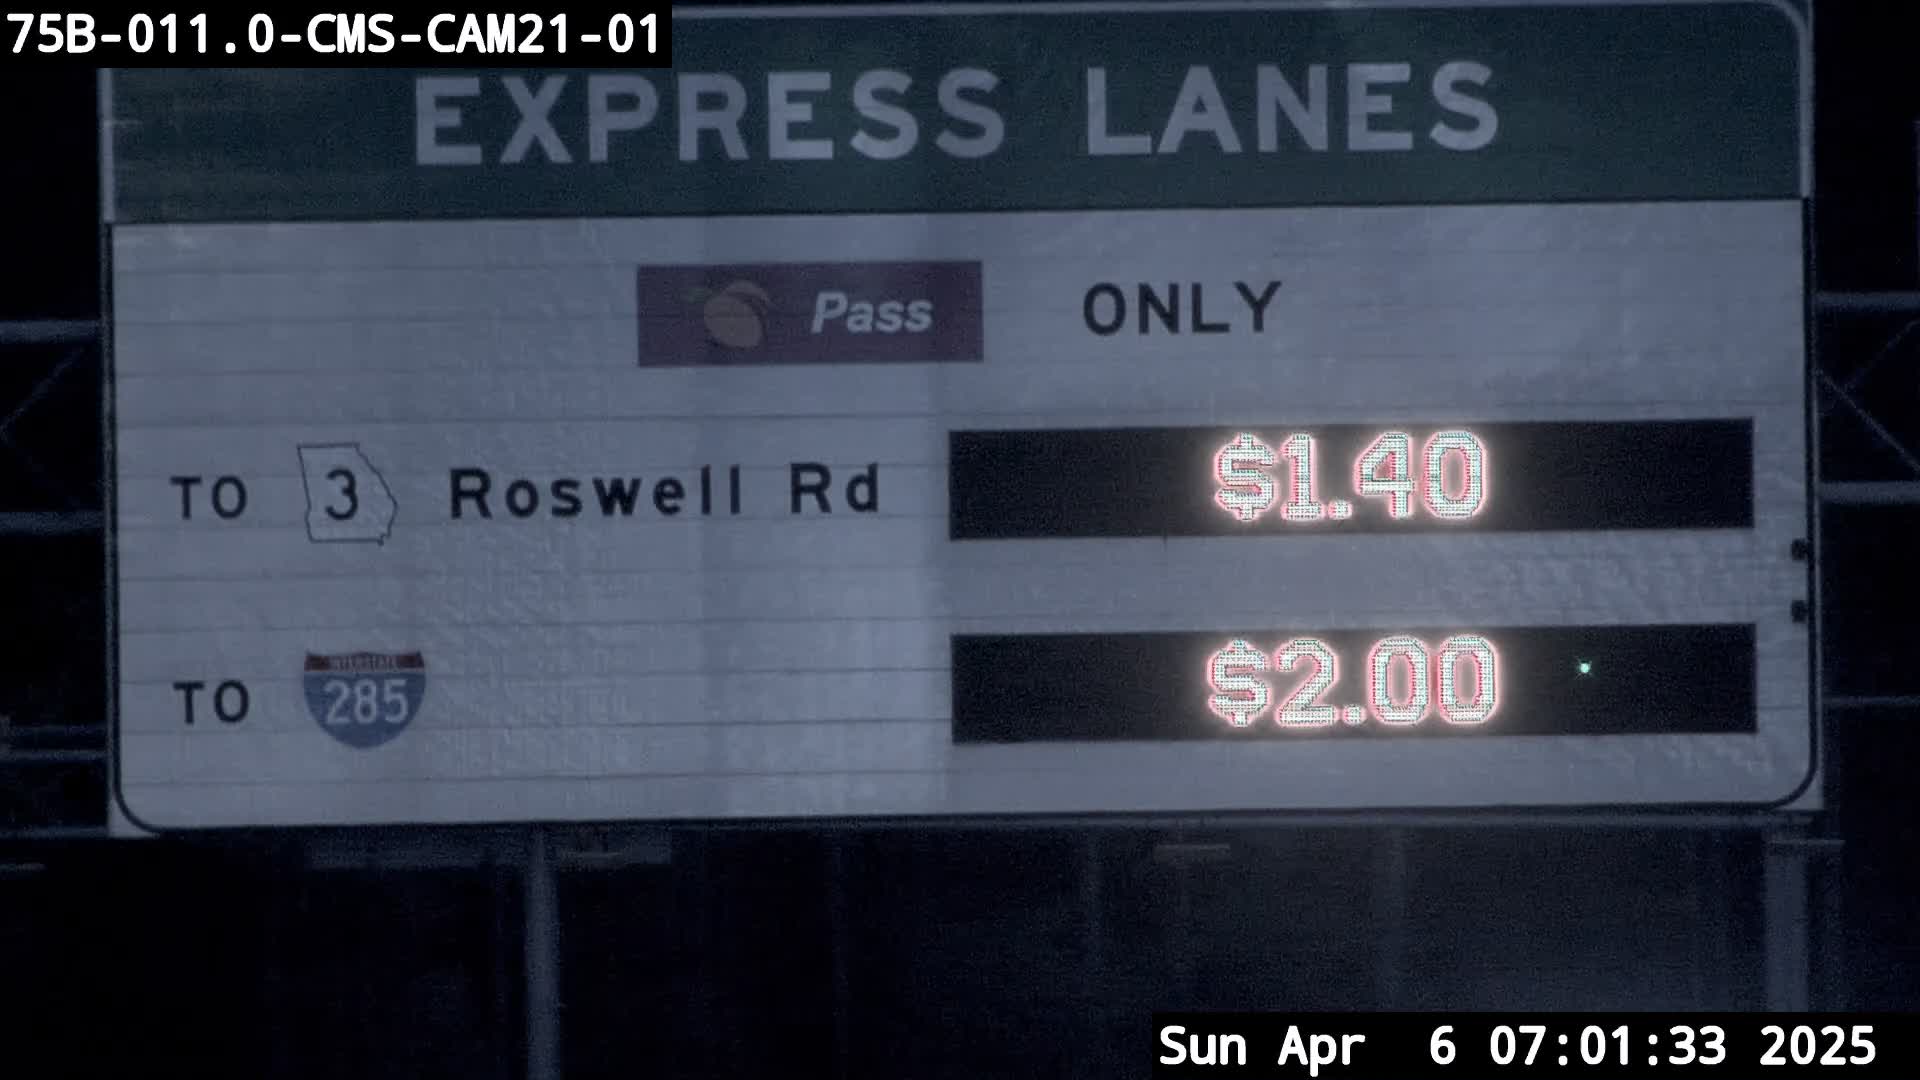 75B-011.0-CMS-CAM21-01
EXPRESS LANES
Pass ONLY
TO 3 Roswell Rd $1.40
INTERSTATE
TO 285 $2.00
Sun Apr 6 07:01:33 2025